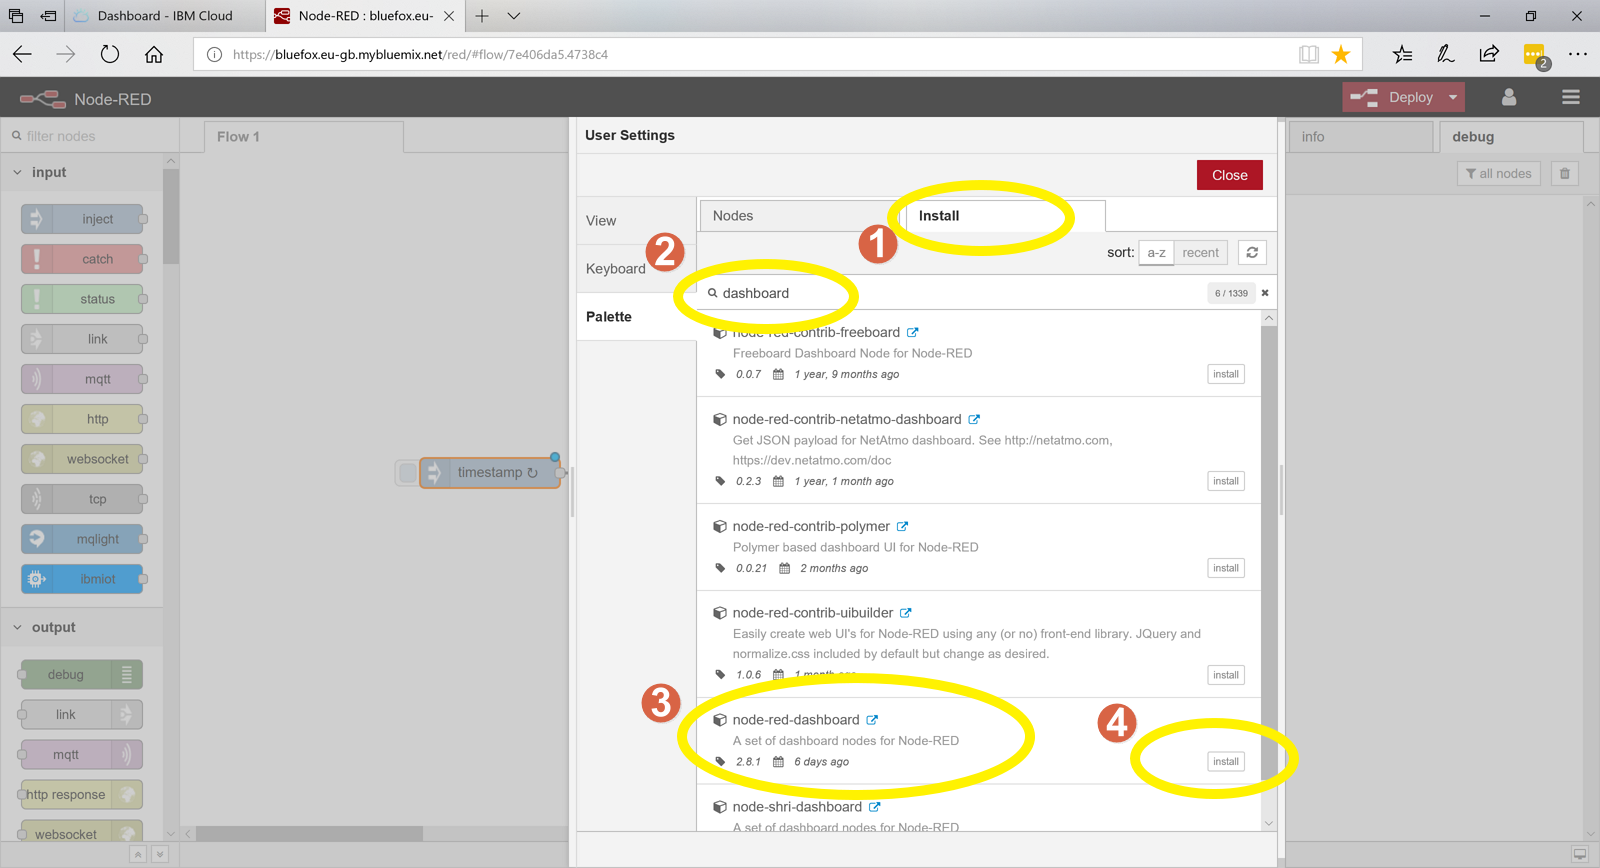 Dashboard - IBM Cloud
Node-RED : bluefox.eu-
https://bluefox.eu-gb.mybluemix.net/red/#flow/7e406da5.4738c4
2
Node-RED
Deploy
filter nodes
Flow 1
User Settings
info
debug
Close
all nodes
input
inject
catch
status
link
mqtt
http
websocket
tcp
mqlight
ibmiot
output
debug
link
mqtt
http response
websocket
timestamp ↻
View
Keyboard
Palette
Nodes
Install
1
2
sort: a-z recent
dashboard
6 / 1339
node-red-contrib-freeboard
Freeboard Dashboard Node for Node-RED
0.0.7 1 year, 9 months ago
install
node-red-contrib-netatmo-dashboard
Get JSON payload for NetAtmo dashboard. See http://netatmo.com,
https://dev.netatmo.com/doc
0.2.3 1 year, 1 month ago
install
node-red-contrib-polymer
Polymer based dashboard UI for Node-RED
0.0.21 2 months ago
install
node-red-contrib-uibuilder
Easily create web UI's for Node-RED using any (or no) front-end library. JQuery and
normalize.css included by default but change as desired.
1.0.6 1 month ago
install
3
node-red-dashboard
A set of dashboard nodes for Node-RED
2.8.1 6 days ago
4
install
node-shri-dashboard
A set of dashboard nodes for Node-RED